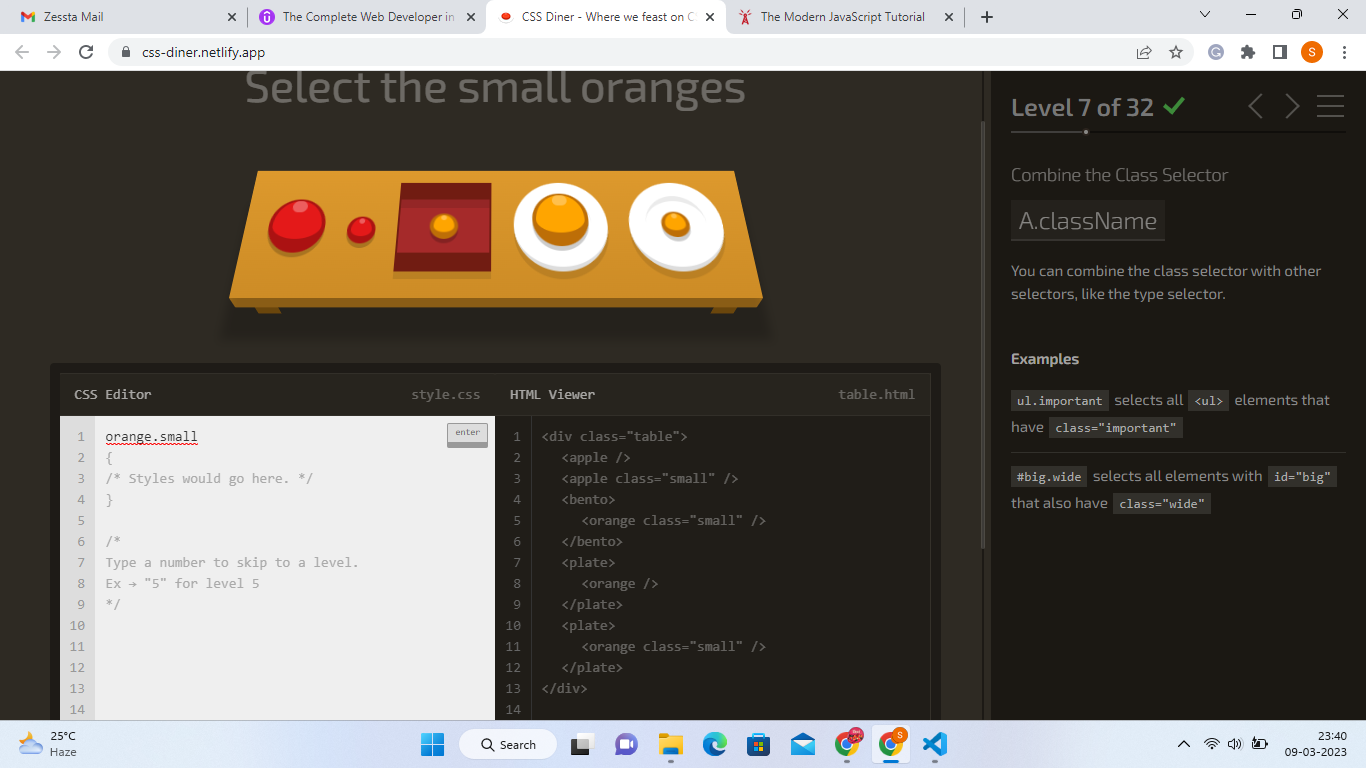 Zessta Mail
The Complete Web Developer in
CSS Diner - Where we feast on C
The Modern JavaScript Tutorial
css-diner.netlify.app
S
Select the small oranges
Level 7 of 32
Combine the Class Selector
A.className
You can combine the class selector with other
selectors, like the type selector.
Examples
ul.important selects all <ul> elements that
have class="important"
#big.wide selects all elements with id="big"
that also have class="wide"
CSS Editor
style.css
enter
1 orange.small
2 {
3 /* Styles would go here. */
4 }
5
6 /*
7 Type a number to skip to a level.
8 Ex → "5" for level 5
9 */
10
11
12
13
14
HTML Viewer
table.html
1 <div class="table">
2 <apple />
3 <apple class="small" />
4 <bento>
5 <orange class="small" />
6 </bento>
7 <plate>
8 <orange />
9 </plate>
10 <plate>
11 <orange class="small" />
12 </plate>
13 </div>
14
25°C
Haze
Search
S
23:40
09-03-2023